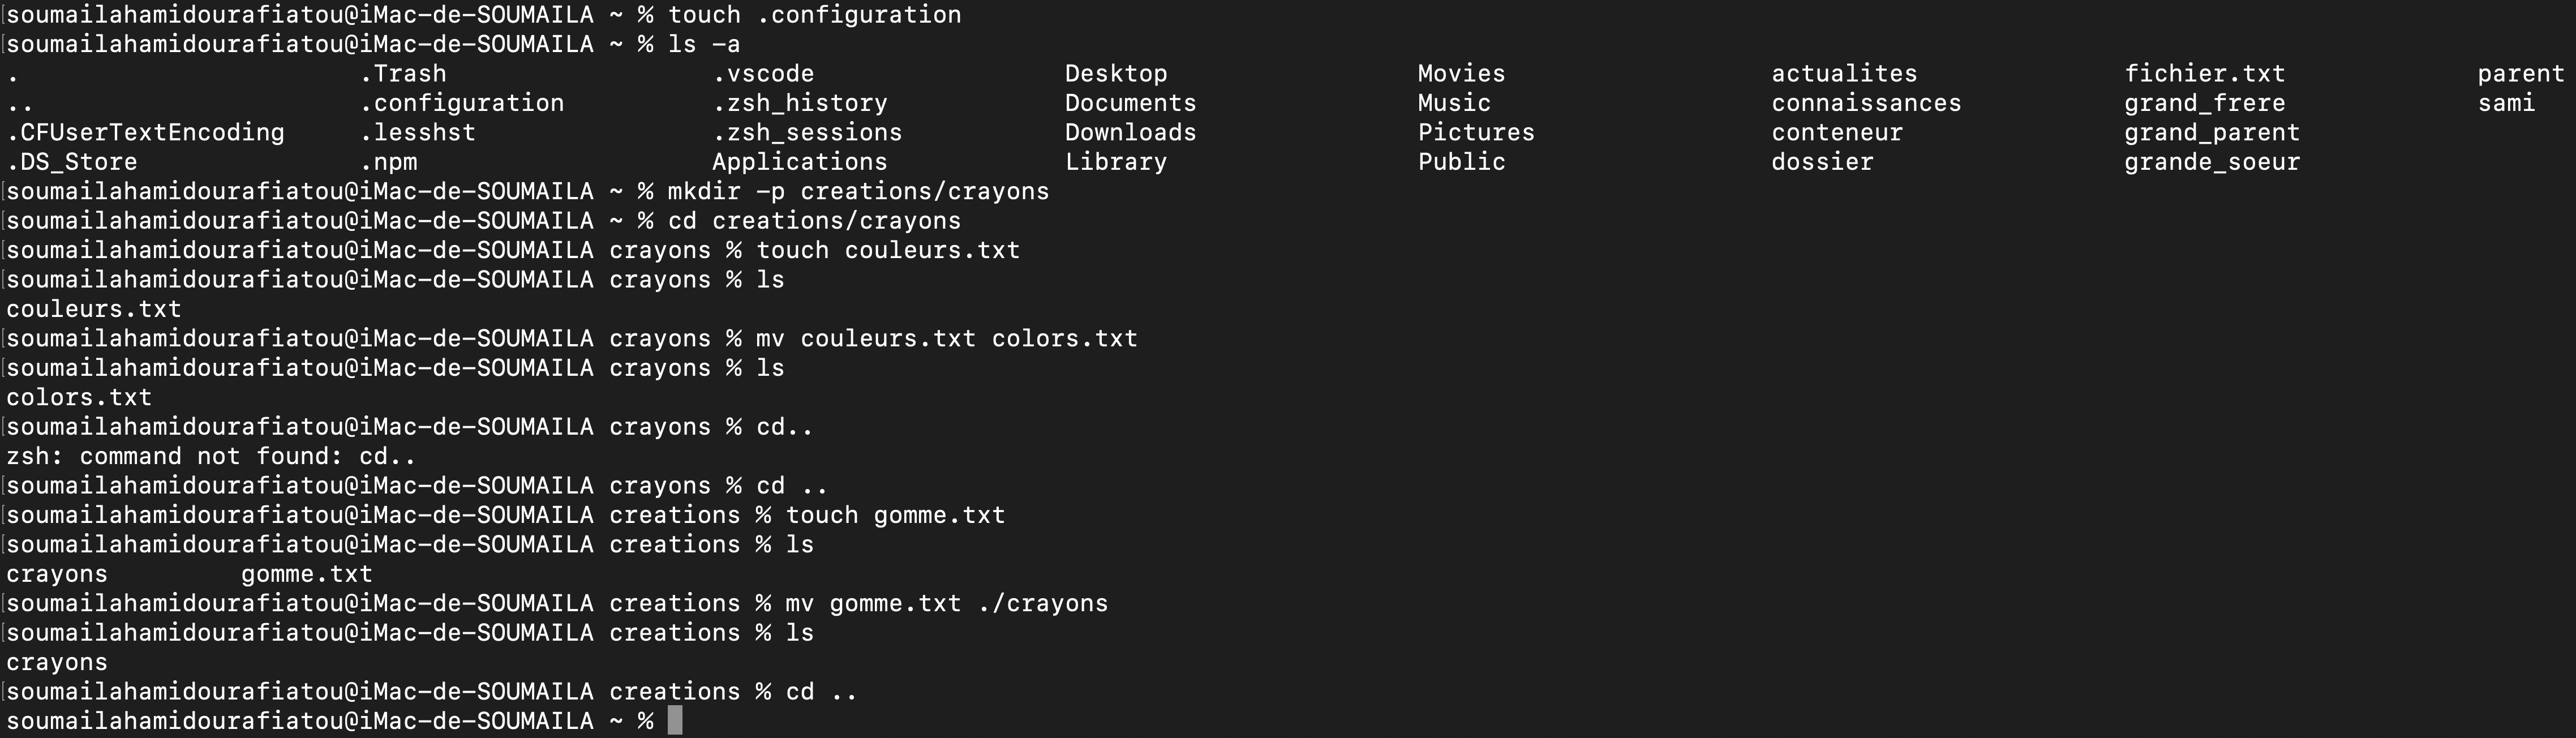 soumailahamidourafiatou@iMac-de-SOUMAILA ~ % touch .configuration
soumailahamidourafiatou@iMac-de-SOUMAILA ~ % ls -a
. .Trash .vscode Desktop Movies actualites fichier.txt parent
.. .configuration .zsh_history Documents Music connaissances grand_frere sami
.CFUserTextEncoding .lesshst .zsh_sessions Downloads Pictures conteneur grand_parent
.DS_Store .npm Applications Library Public dossier grande_soeur
soumailahamidourafiatou@iMac-de-SOUMAILA ~ % mkdir -p creations/crayons
soumailahamidourafiatou@iMac-de-SOUMAILA ~ % cd creations/crayons
soumailahamidourafiatou@iMac-de-SOUMAILA crayons % touch couleurs.txt
soumailahamidourafiatou@iMac-de-SOUMAILA crayons % ls
couleurs.txt
soumailahamidourafiatou@iMac-de-SOUMAILA crayons % mv couleurs.txt colors.txt
soumailahamidourafiatou@iMac-de-SOUMAILA crayons % ls
colors.txt
soumailahamidourafiatou@iMac-de-SOUMAILA crayons % cd..
zsh: command not found: cd..
soumailahamidourafiatou@iMac-de-SOUMAILA crayons % cd ..
soumailahamidourafiatou@iMac-de-SOUMAILA creations % touch gomme.txt
soumailahamidourafiatou@iMac-de-SOUMAILA creations % ls
crayons gomme.txt
soumailahamidourafiatou@iMac-de-SOUMAILA creations % mv gomme.txt ./crayons
soumailahamidourafiatou@iMac-de-SOUMAILA creations % ls
crayons
soumailahamidourafiatou@iMac-de-SOUMAILA creations % cd ..
soumailahamidourafiatou@iMac-de-SOUMAILA ~ %